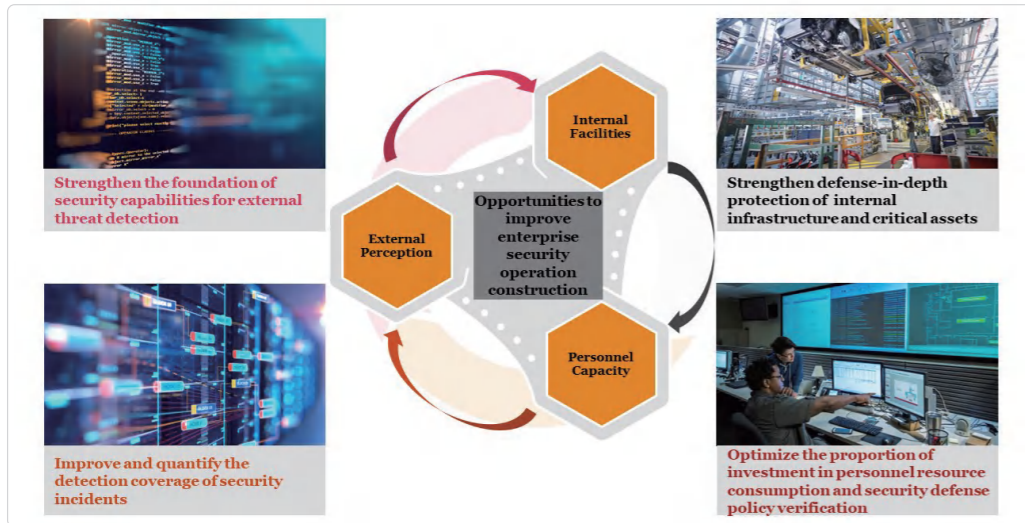 Strengthen the foundation of
security capabilities for external
threat detection
Internal
Facilities
Strengthen defense-in-depth
protection of internal
infrastructure and critical assets
External
Perception
Opportunities to
improve
enterprise
security
operation
construction
Personnel
Capacity
Improve and quantify the
detection coverage of security
incidents
Optimize the proportion of
investment in personnel resource
consumption and security defense
policy verification